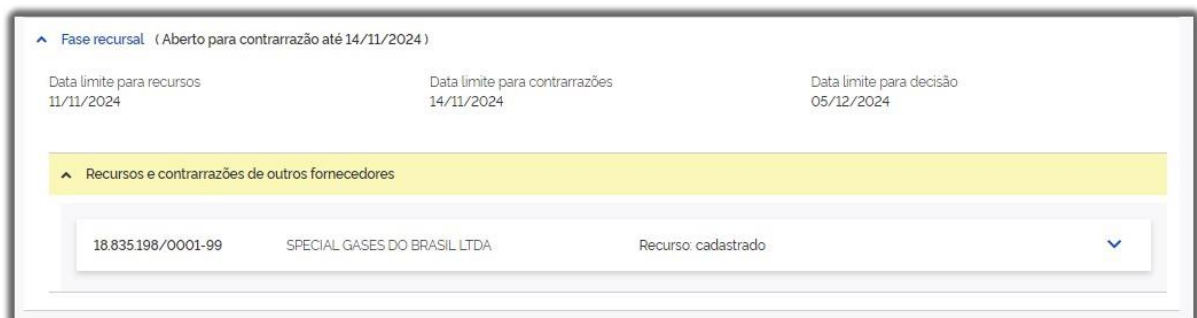 Fase recursal (Aberto para contrarrazão até 14/11/2024)
Data limite para recursos Data limite para contrarrazões Data limite para decisão
11/11/2024 14/11/2024 05/12/2024
Recursos e contrarrazões de outros fornecedores
18.835.198/0001-99 SPECIAL GASES DO BRASIL LTDA Recurso: cadastrado